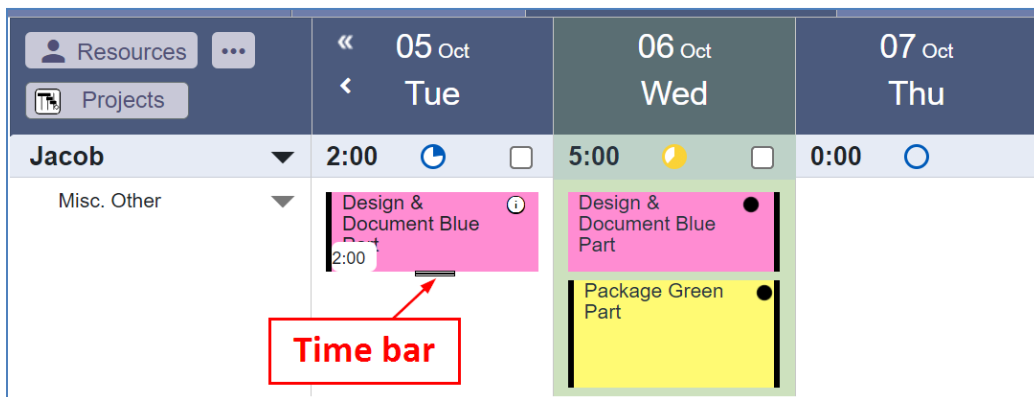 Resources
Projects
«
‹
05 Oct
Tue
06 Oct
Wed
07 Oct
Thu
Jacob
2:00
5:00
0:00
Misc. Other
Design &
Document Blue
Part
2:00
Design &
Document Blue
Part
Package Green
Part
Time bar